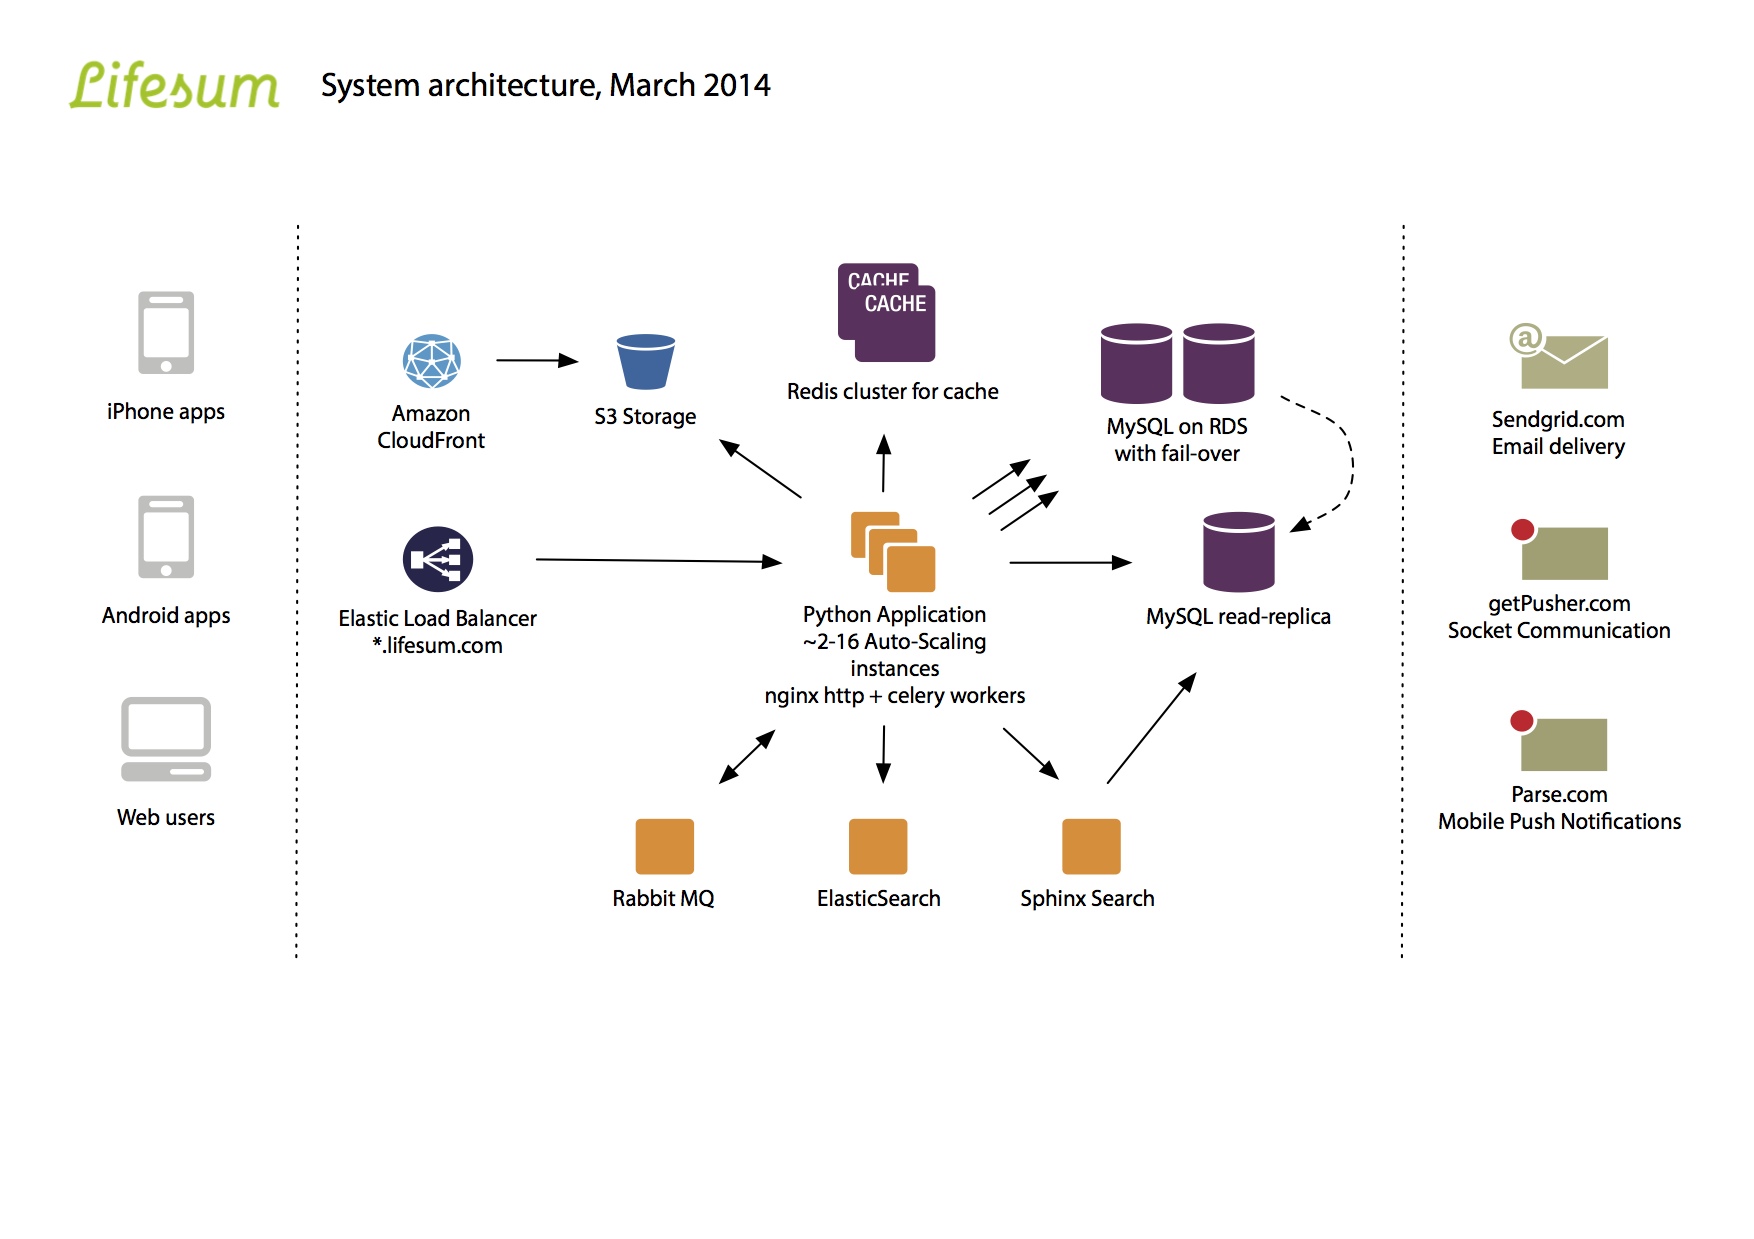 Lifesum
System architecture, March 2014
iPhone apps
Android apps
Web users
Amazon
CloudFront
S3 Storage
CACHE
CACHE
Redis cluster for cache
MySQL on RDS
with fail-over
Elastic Load Balancer
*.lifesum.com
Python Application
~2-16 Auto-Scaling
instances
nginx http + celery workers
MySQL read-replica
Rabbit MQ
ElasticSearch
Sphinx Search
@
Sendgrid.com
Email delivery
getPusher.com
Socket Communication
Parse.com
Mobile Push Notifications